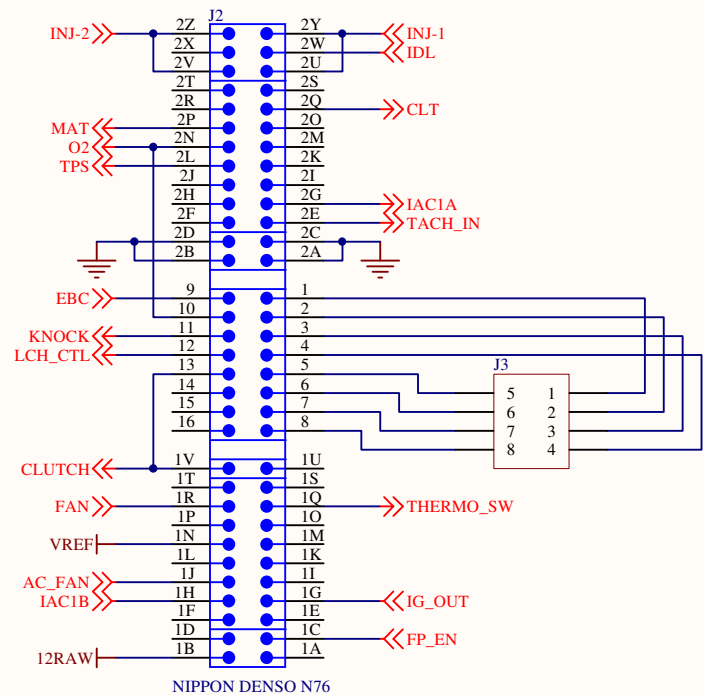 J2
INJ-2 2Z 2Y INJ-1
2X 2W IDL
2V 2U
2T 2S
2R 2Q CLT
MAT 2P 2O
O2 2N 2M
TPS 2L 2K
2J 2I
2H 2G IAC1A
2F 2E TACH_IN
2D 2C
2B 2A
EBC 9 1
10 2
KNOCK 11 3
LCH_CTL 12 4
13 5
J3
14 6
15 7
16 8
5 1
6 2
7 3
8 4
CLUTCH 1V 1U
1T 1S
FAN 1R 1Q THERMO_SW
1P 1O
VREF 1N 1M
1L 1K
AC_FAN 1J 1I
IAC1B 1H 1G IG_OUT
1F 1E
1D 1C FP_EN
12RAW 1B 1A
NIPPON DENSO N76